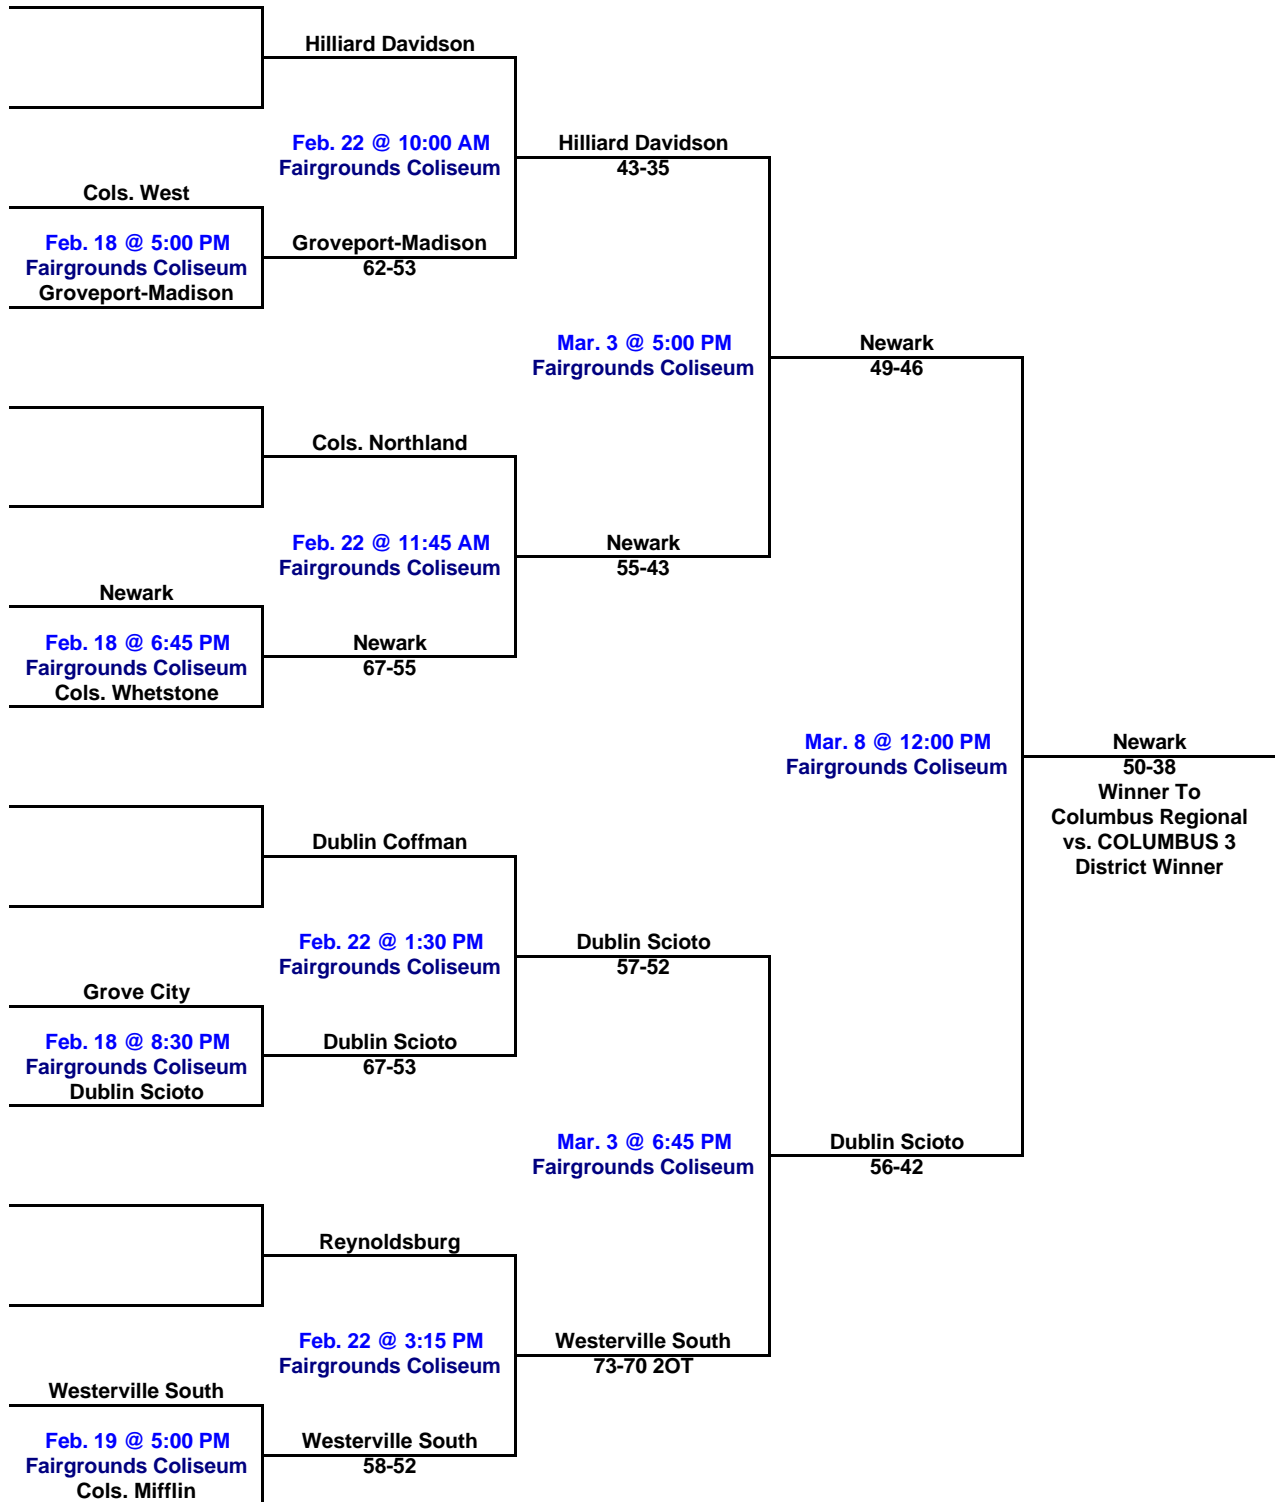 Hilliard Davidson
Feb. 22 @ 10:00 AM
Fairgrounds Coliseum
Hilliard Davidson
43-35
Cols. West
Feb. 18 @ 5:00 PM
Fairgrounds Coliseum
Groveport-Madison
Groveport-Madison
62-53
Mar. 3 @ 5:00 PM
Fairgrounds Coliseum
Newark
49-46
Cols. Northland
Feb. 22 @ 11:45 AM
Fairgrounds Coliseum
Newark
55-43
Newark
Feb. 18 @ 6:45 PM
Fairgrounds Coliseum
Cols. Whetstone
Newark
67-55
Mar. 8 @ 12:00 PM
Fairgrounds Coliseum
Newark
50-38
Winner To
Columbus Regional
vs. COLUMBUS 3
District Winner
Dublin Coffman
Feb. 22 @ 1:30 PM
Fairgrounds Coliseum
Dublin Scioto
57-52
Grove City
Feb. 18 @ 8:30 PM
Fairgrounds Coliseum
Dublin Scioto
Dublin Scioto
67-53
Mar. 3 @ 6:45 PM
Fairgrounds Coliseum
Dublin Scioto
56-42
Reynoldsburg
Feb. 22 @ 3:15 PM
Fairgrounds Coliseum
Westerville South
73-70 2OT
Westerville South
Feb. 19 @ 5:00 PM
Fairgrounds Coliseum
Cols. Mifflin
Westerville South
58-52